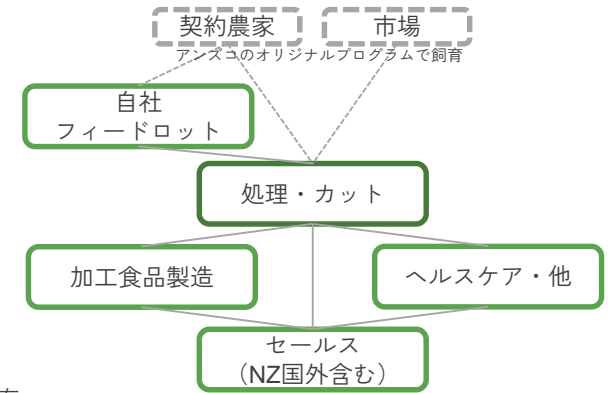 契約農家
市場
アンズコのオリジナルプログラムで飼育
自社
フィードロット
処理・カット
加工食品製造
ヘルスケア・他
セールス
（NZ国外含む）